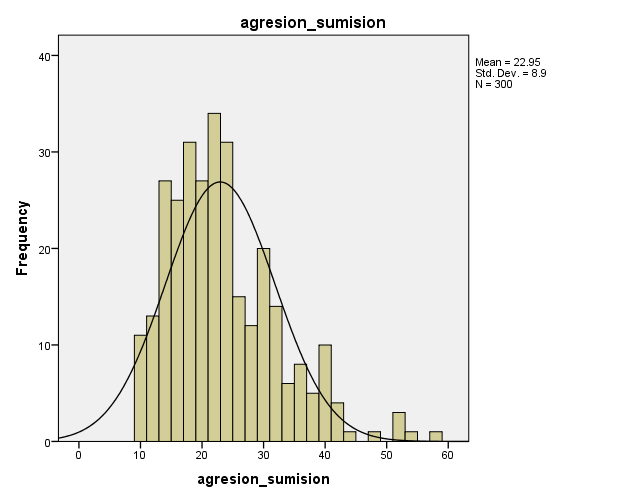 agresion_sumision
Mean = 22.95
Std. Dev. = 8.9
N = 300
40
30
20
10
0
Frequency
0 10 20 30 40 50 60
agresion_sumision